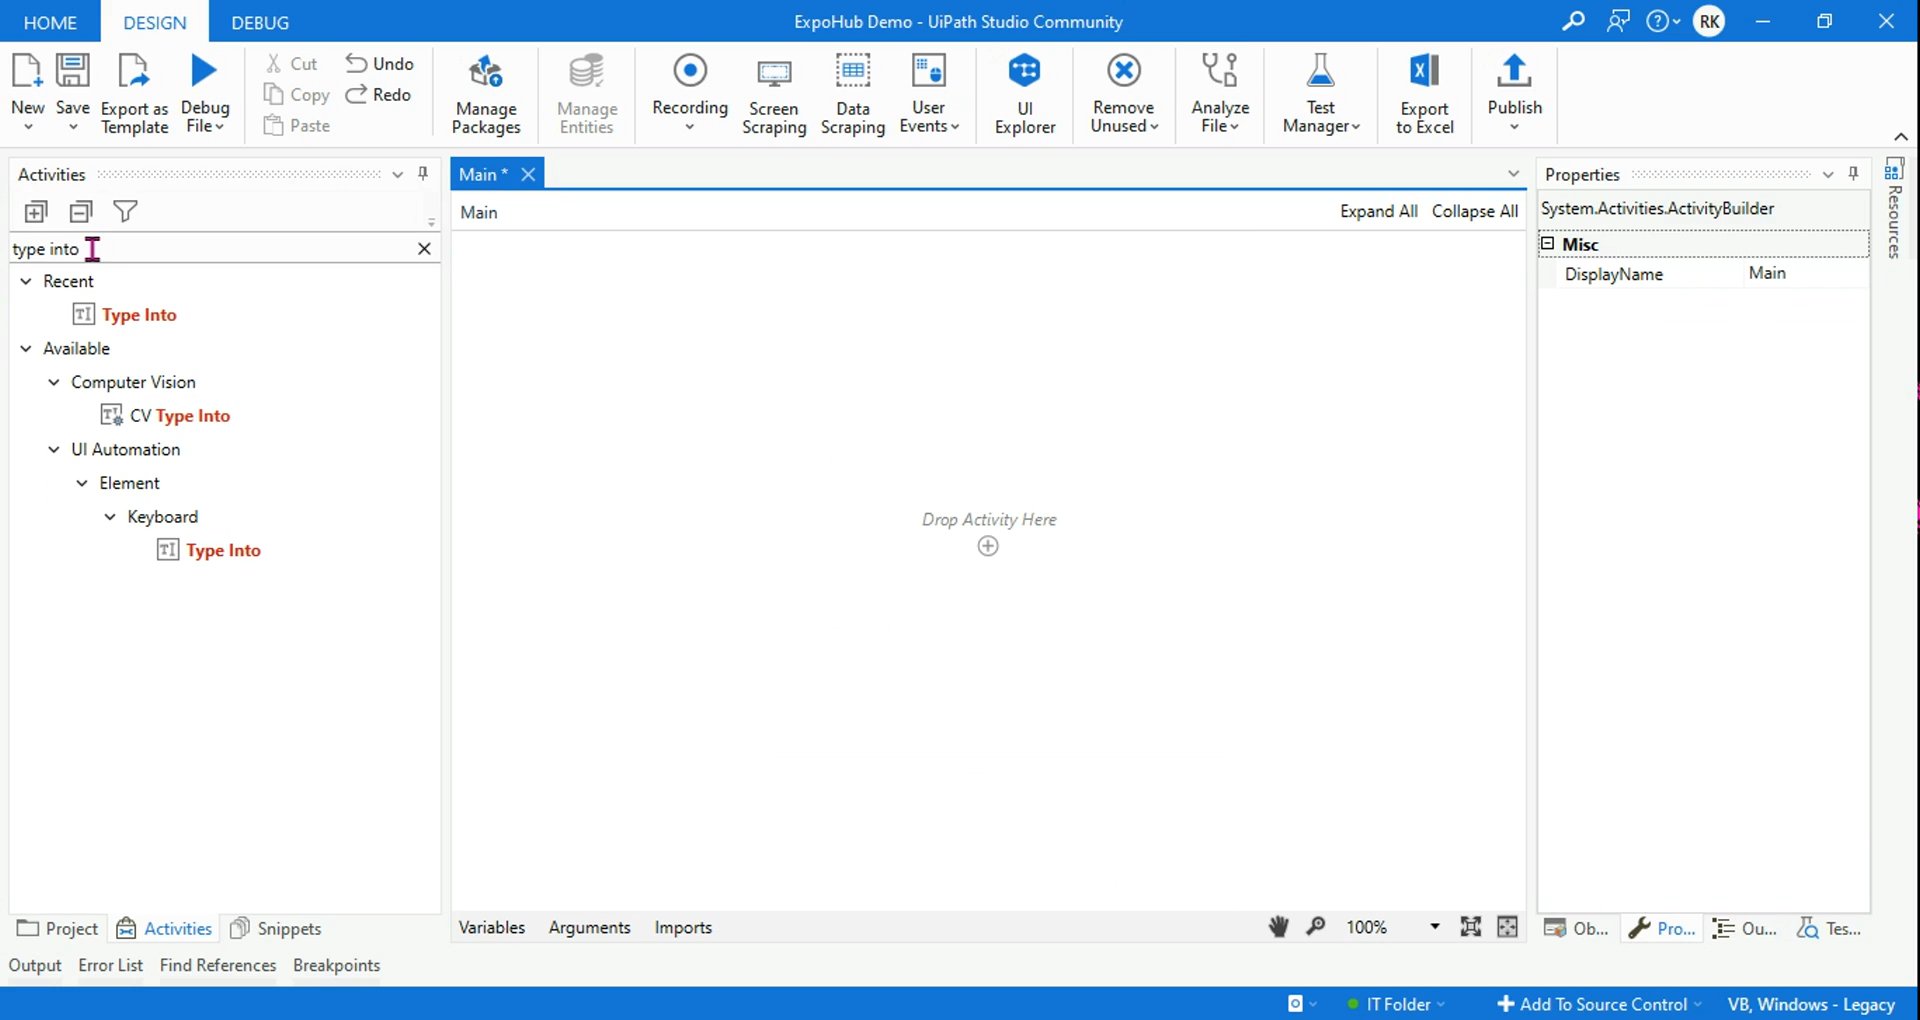 HOME DESIGN DEBUG ExpoHub Demo - UiPath Studio Community RK
New Save Export as Template Debug File Cut Copy Paste Undo Redo Manage Packages Manage Entities Recording Screen Scraping Data Scraping User Events UI Explorer Remove Unused Analyze File Test Manager Export to Excel Publish
Activities
type into
Recent
Type Into
Available
Computer Vision
CV Type Into
UI Automation
Element
Keyboard
Type Into
Project Activities Snippets
Main *
Main Expand All Collapse All
Drop Activity Here
Variables Arguments Imports 100%
Properties
System.Activities.ActivityBuilder
Misc
DisplayName Main
Resources
Ob... Pro... Ou... Tes...
Output Error List Find References Breakpoints
IT Folder Add To Source Control VB, Windows - Legacy